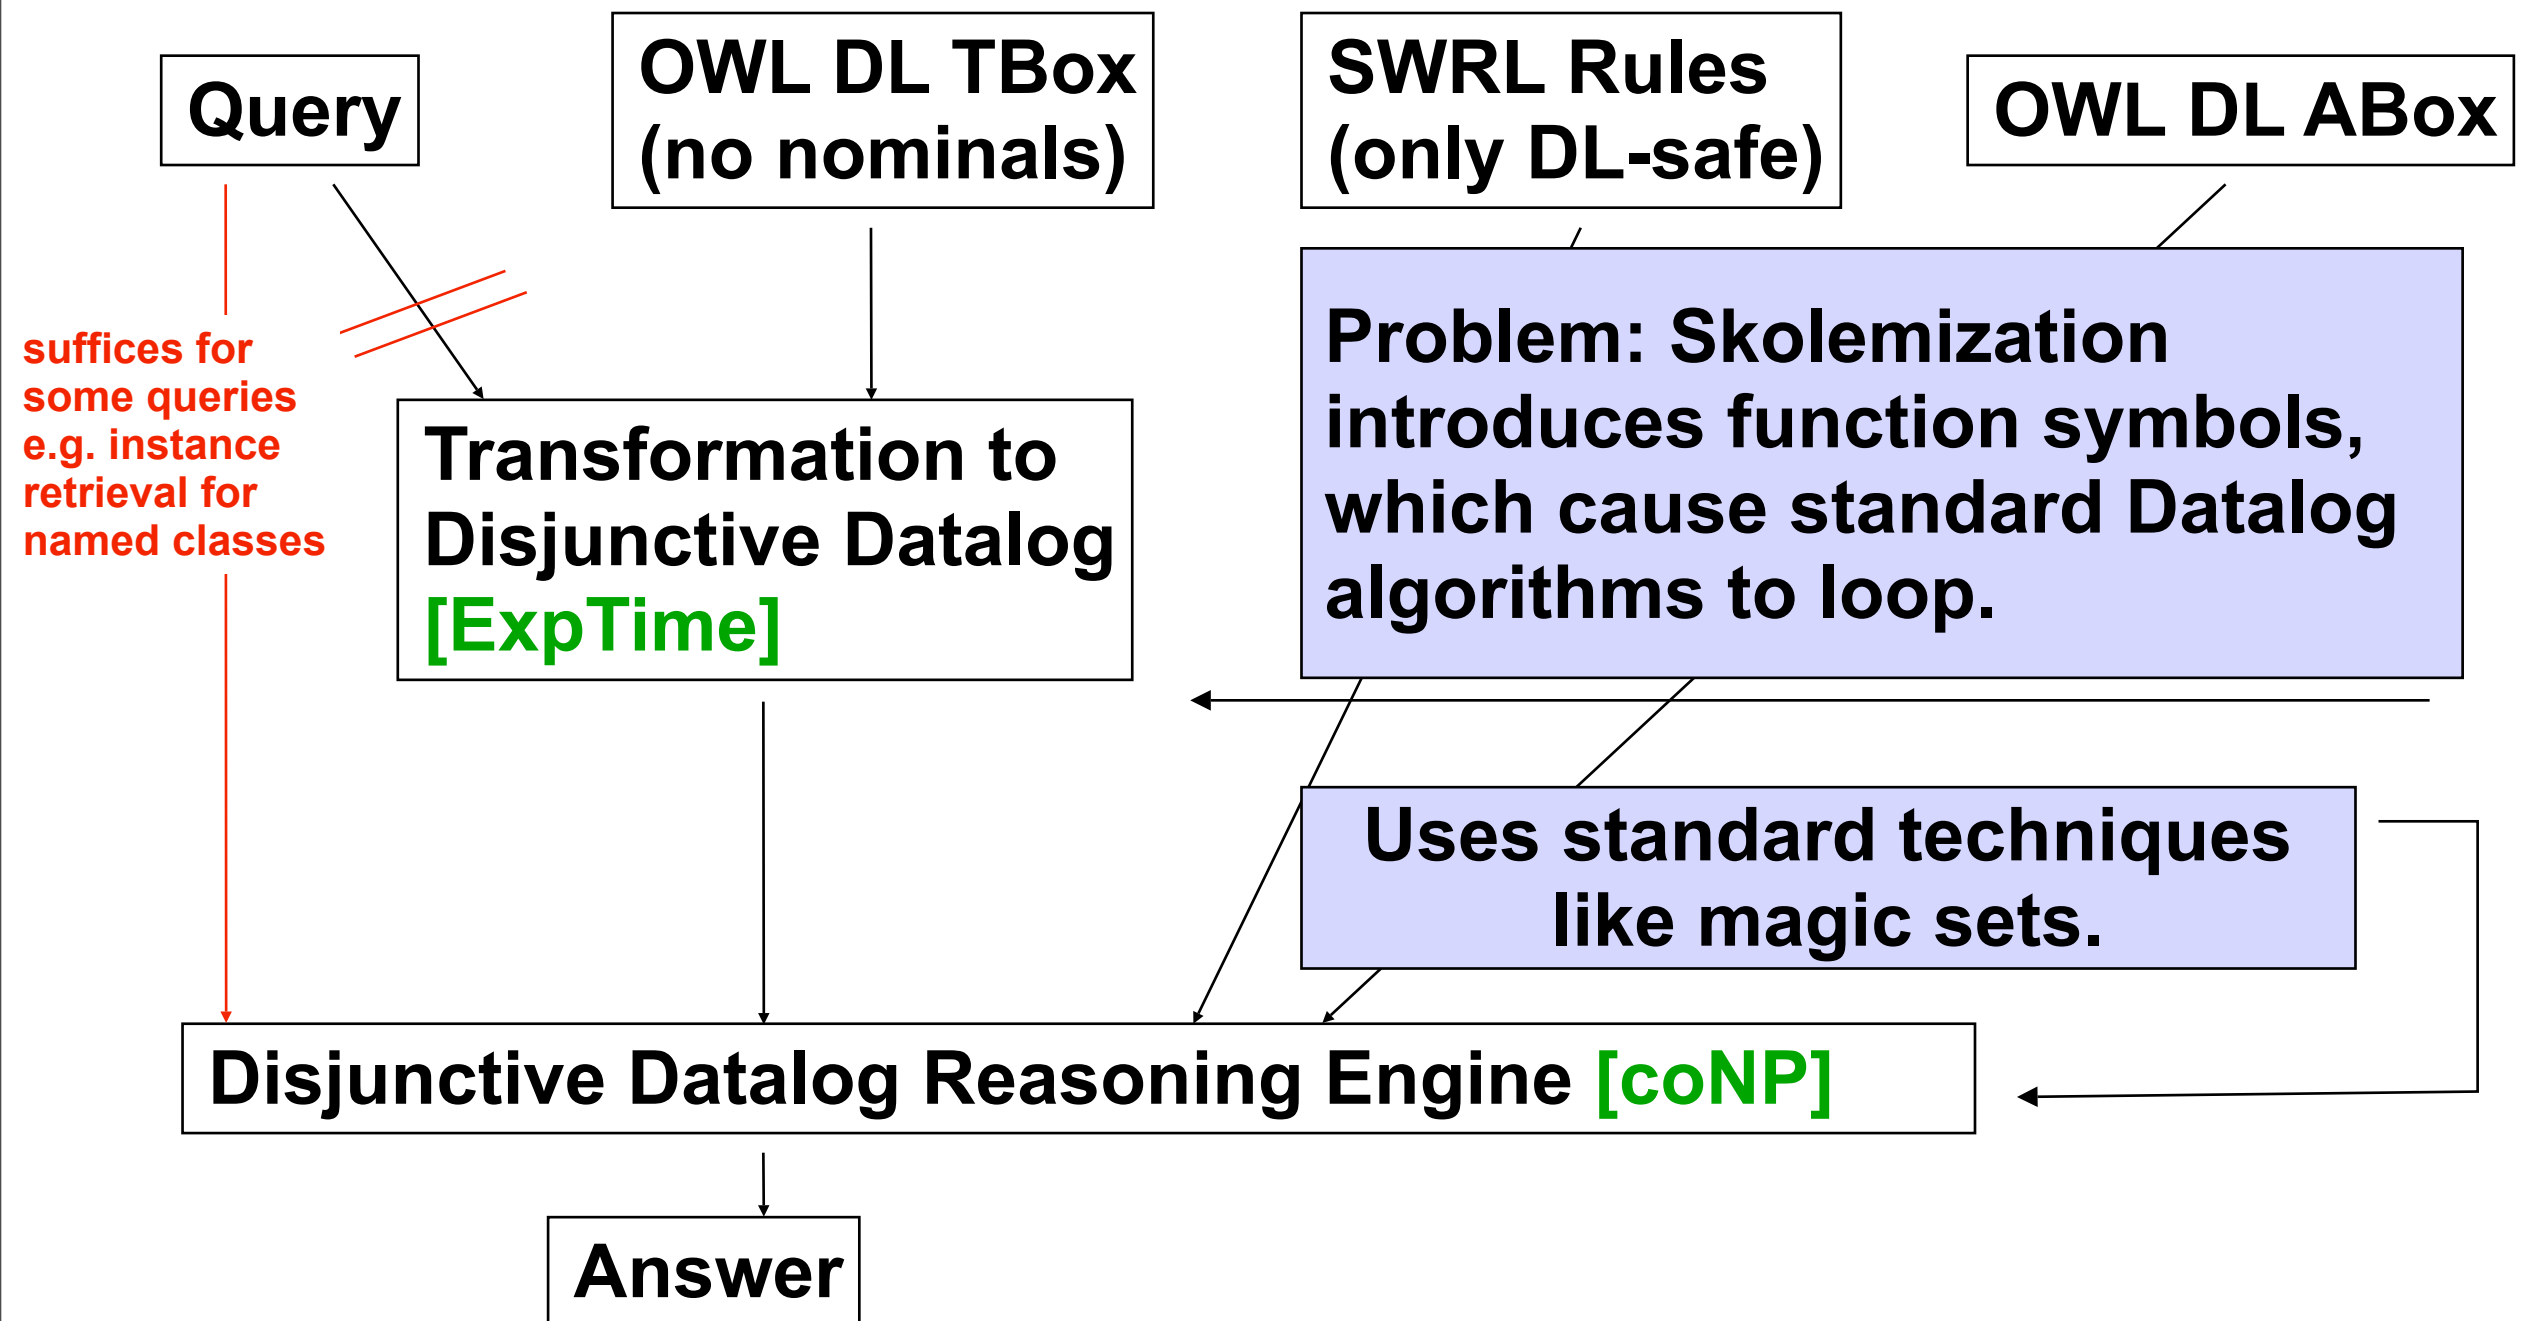 Query
OWL DL TBox
(no nominals)
SWRL Rules
(only DL-safe)
OWL DL ABox
suffices for
some queries
e.g. instance
retrieval for
named classes
Transformation to
Disjunctive Datalog
[ExpTime]
Problem: Skolemization
introduces function symbols,
which cause standard Datalog
algorithms to loop.
Uses standard techniques
like magic sets.
Disjunctive Datalog Reasoning Engine [coNP]
Answer